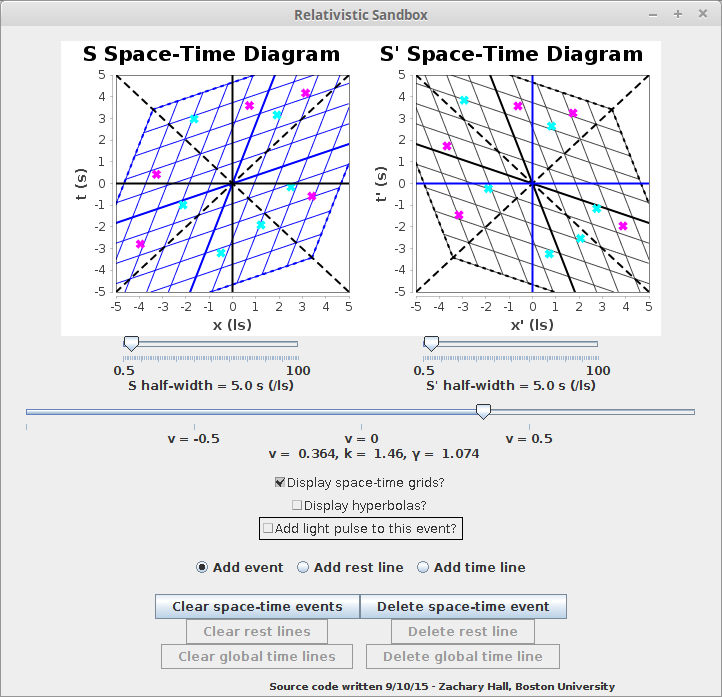 Relativistic Sandbox
S Space-Time Diagram
S' Space-Time Diagram
5
4
3
2
1
0
-1
-2
-3
-4
-5
t (s)
-5 -4 -3 -2 -1 0 1 2 3 4 5
x (ls)
5
4
3
2
1
0
-1
-2
-3
-4
-5
t' (s)
-5 -4 -3 -2 -1 0 1 2 3 4 5
x' (ls)
0.5 100
S half-width = 5.0 s (/ls)
0.5 100
S' half-width = 5.0 s (/ls)
v = -0.5 v = 0 v = 0.5
v = 0.364, k = 1.46, γ = 1.074
Display space-time grids?
Display hyperbolas?
Add light pulse to this event?
Add event Add rest line Add time line
Clear space-time events Delete space-time event
Clear rest lines Delete rest line
Clear global time lines Delete global time line
Source code written 9/10/15 - Zachary Hall, Boston University